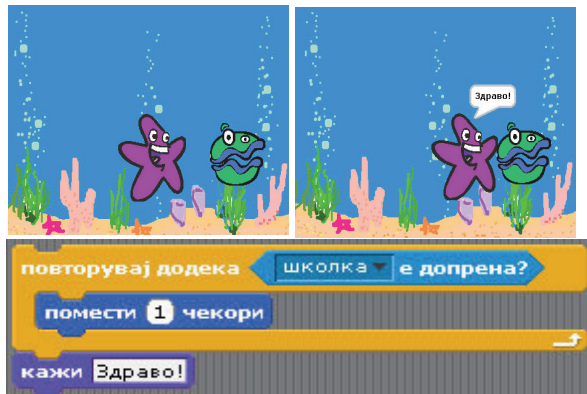 Здраво!
повторувај додека школка е допрена?
помести 1 чекори
кажи Здраво!